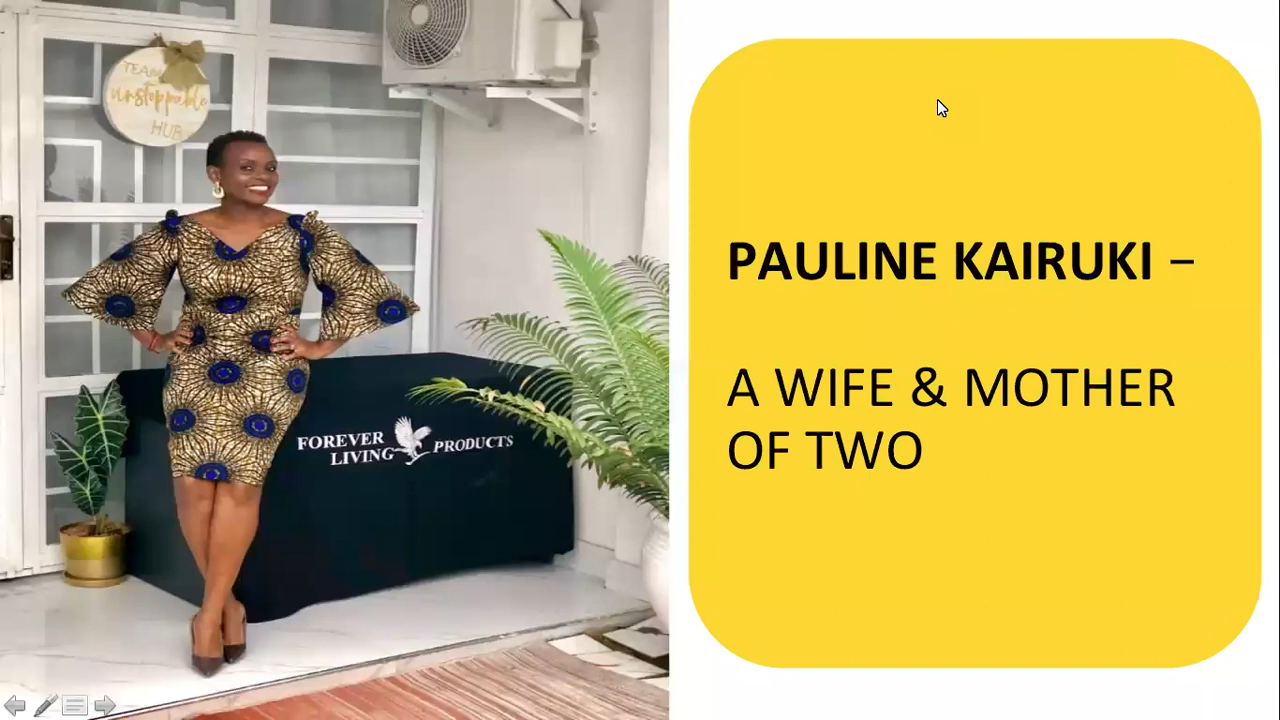 TEAM
unstoppable
HUB
FOREVER
LIVING
PRODUCTS
PAULINE KAIRUKI –
A WIFE & MOTHER
OF TWO